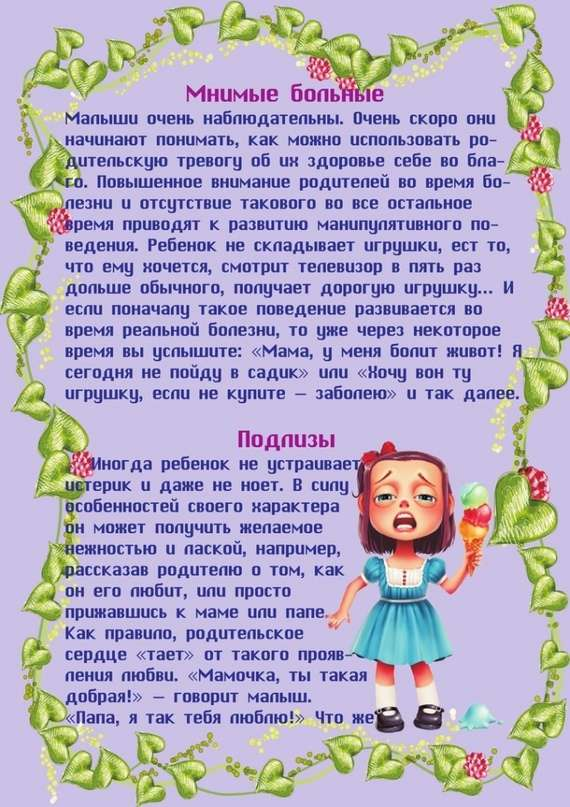 Мнимые больные
Малыши очень наблюдательны. Очень скоро они
начинают понимать, как можно использовать ро-
дительскую тревогу об их здоровье себе во бла-
го. Повышенное внимание родителей во время бо-
лезни и отсутствие такового во все остальное
время приводят к развитию манипулятивного по-
ведения. Ребенок не складывает игрушки, ест то,
что ему хочется, смотрит телевизор в пять раз
дольше обычного, получает дорогую игрушку... И
если поначалу такое поведение развивается во
время реальной болезни, то уже через некоторое
время вы услышите: «Мама, у меня болит живот! Я
сегодня не пойду в садик» или «Хочу вон ту
игрушку, если не купите – заболею» и так далее.
Подлизы
Иногда ребенок не устраивает
истерик и даже не ноет. В силу
особенностей своего характера
он может получить желаемое
нежностью и лаской, например,
рассказав родителю о том, как
он его любит, или просто
прижавшись к маме или папе.
Как правило, родительское
сердце «тает» от такого прояв-
ления любви. «Мамочка, ты такая
добрая!» – говорит малыш.
«Папа, я так тебя люблю!» Что же